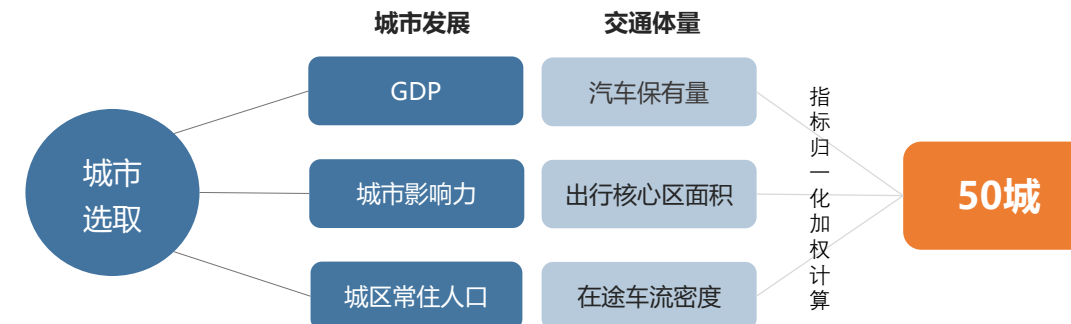 城市发展
交通体量
城市
选取
GDP
汽车保有量
城市影响力
出行核心区面积
城区常住人口
在途车流密度
指标归一化加权计算
50城